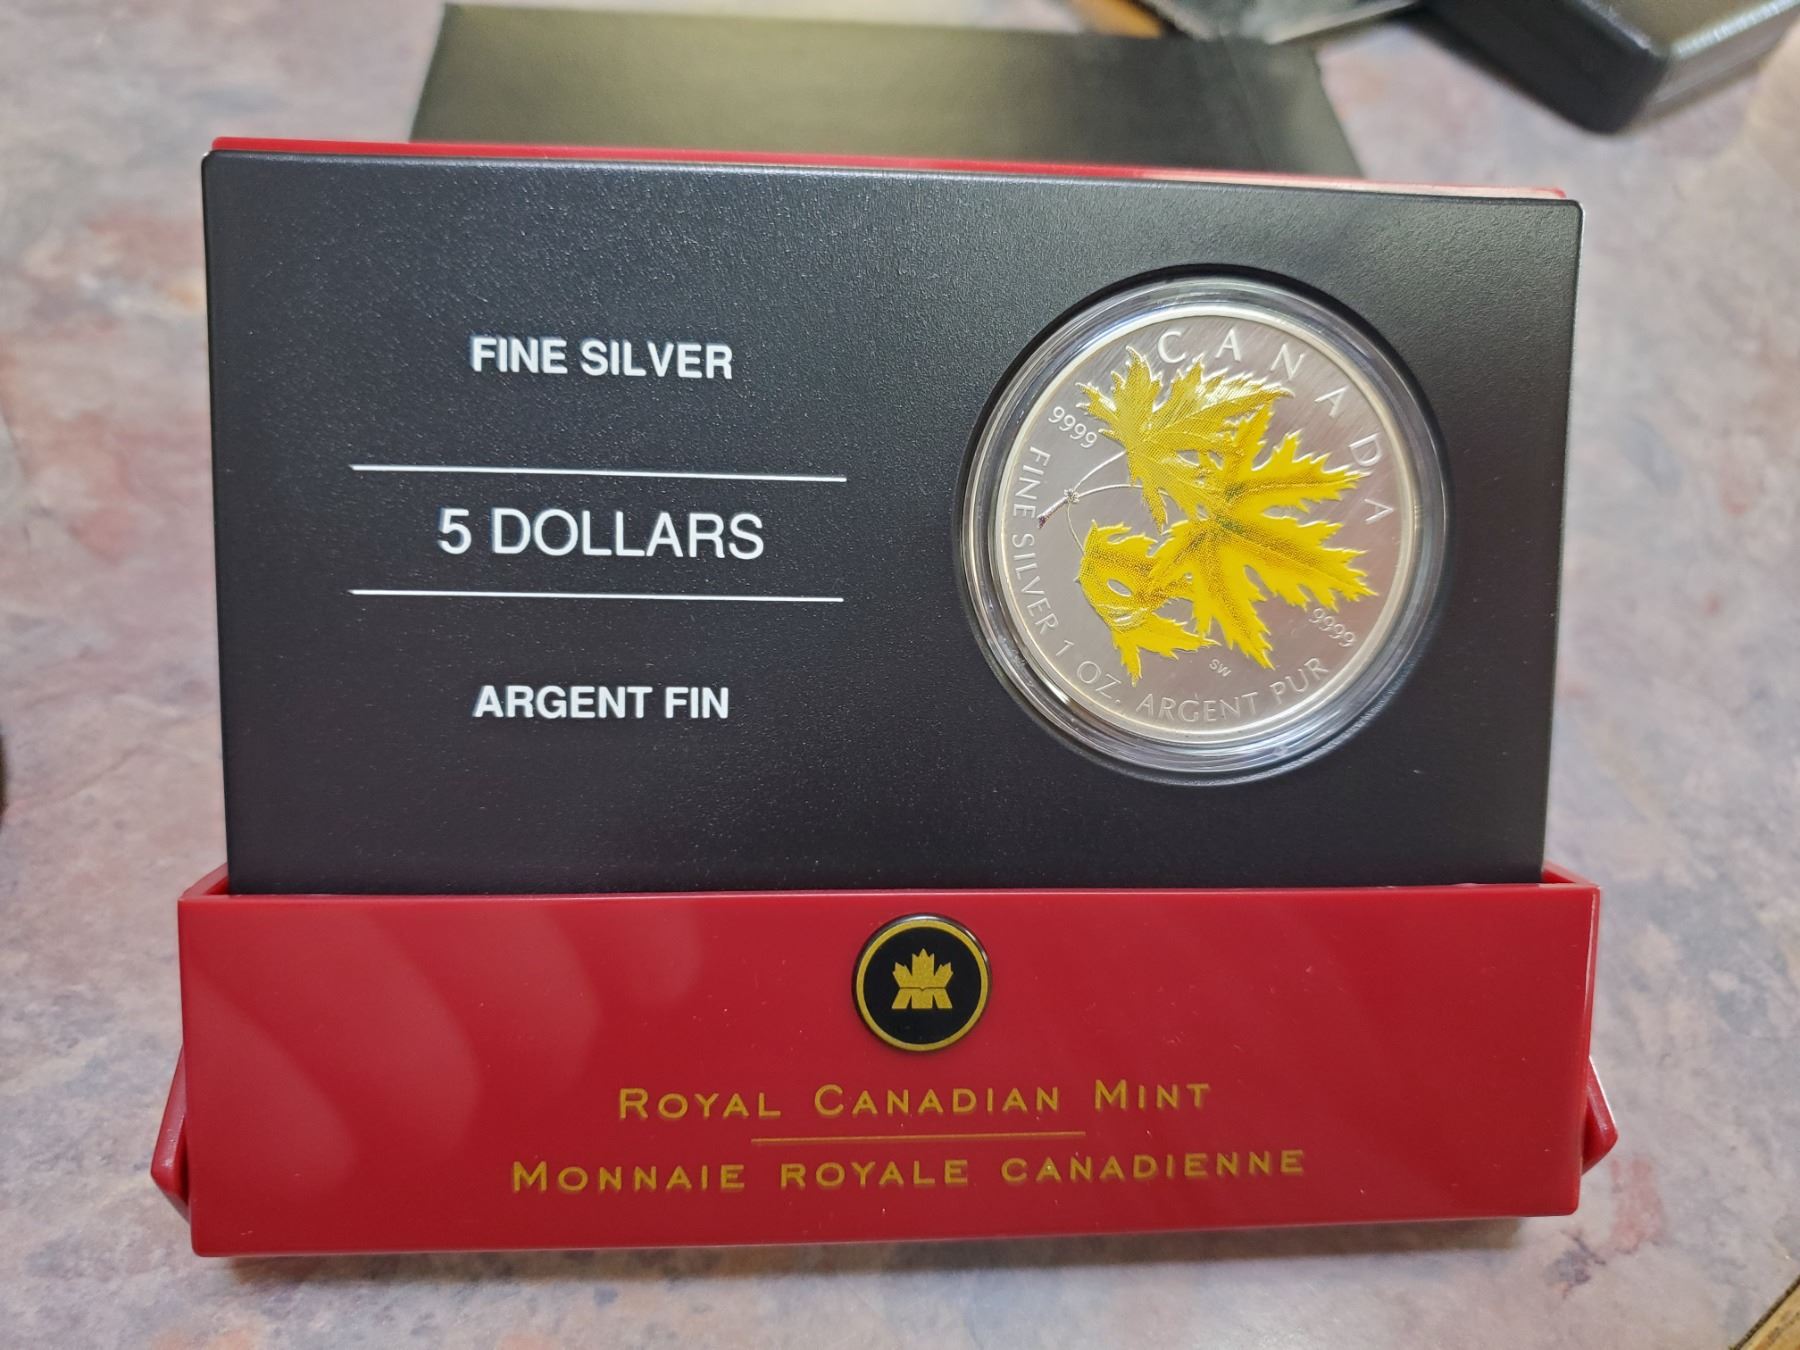 FINE SILVER
5 DOLLARS
ARGENT FIN
CANADA
9999
FINE SILVER 1 OZ. ARGENT PUR
9999
SW
ROYAL CANADIAN MINT
MONNAIE ROYALE CANADIENNE